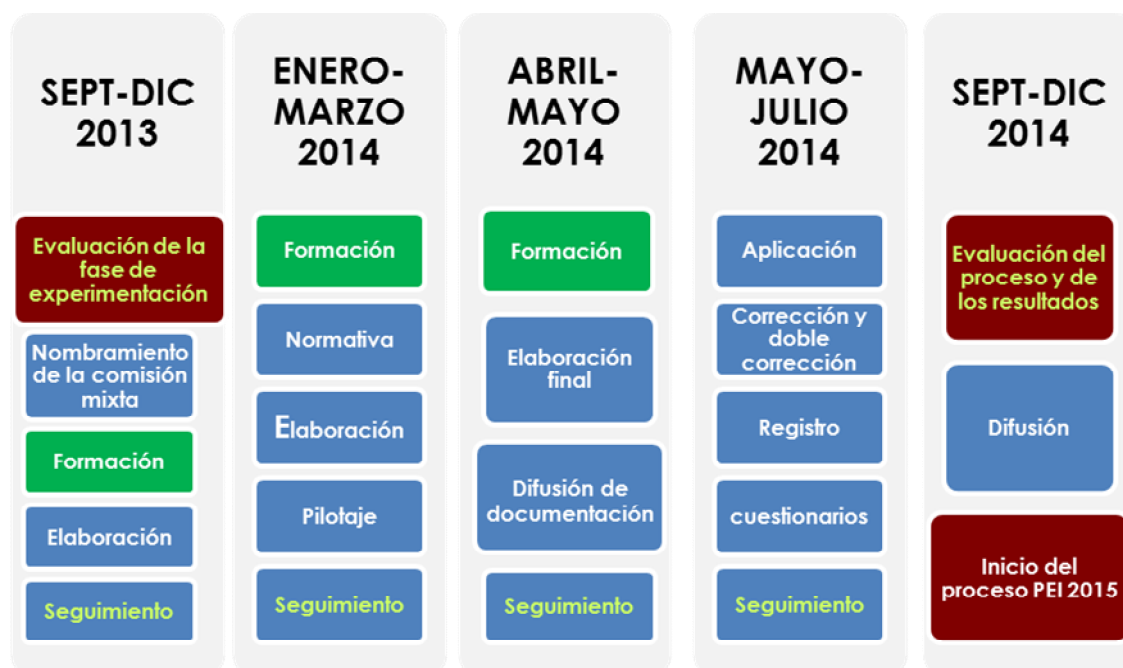 SEPT-DIC
2013
Evaluación de la
fase de
experimentación
Nombramiento
de la comisión
mixta
Formación
Elaboración
Seguimiento
ENERO-
MARZO
2014
Formación
Normativa
Elaboración
Pilotaje
Seguimiento
ABRIL-
MAYO
2014
Formación
Elaboración
final
Difusión de
documentación
Seguimiento
MAYO-
JULIO
2014
Aplicación
Corrección y
doble
corrección
Registro
cuestionarios
Seguimiento
SEPT-DIC
2014
Evaluación del
proceso y de
los resultados
Difusión
Inicio del
proceso PEI 2015